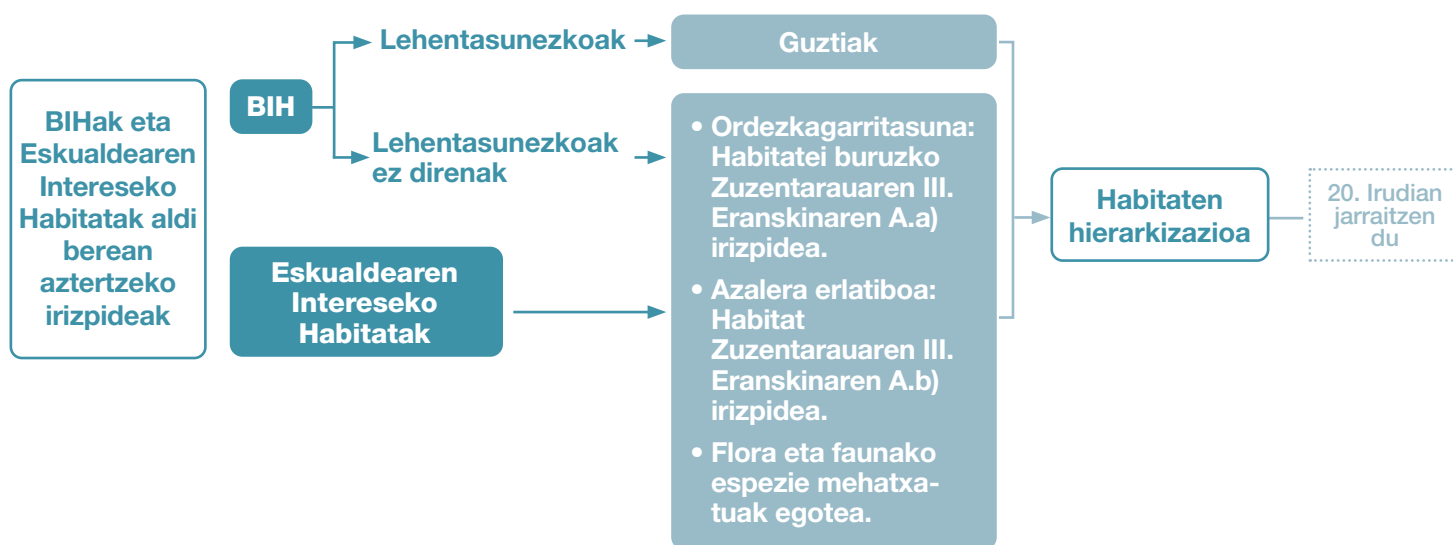 BIHak eta
Eskualdearen
Intereseko
Habitatak aldi
berean
aztertzeko
irizpideak
BIH
Lehentasunezkoak
Lehentasunezkoak
ez direnak
Eskualdearen
Intereseko
Habitatak
Guztiak
• Ordezkagarritasuna:
Habitatei buruzko
Zuzentarauaren III.
Eranskinaren A.a)
irizpidea.
• Azalera erlatiboa:
Habitat
Zuzentarauaren III.
Eranskinaren A.b)
irizpidea.
• Flora eta faunako
espezie mehatxa-
tuak egotea.
Habitaten
hierarkizazioa
20. Irudian
jarraitzen
du